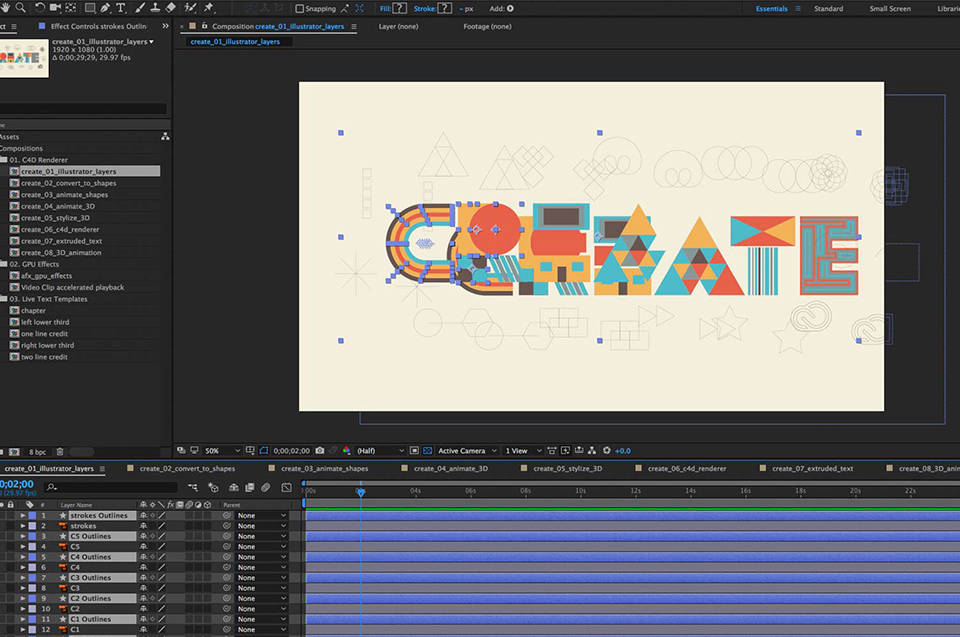 Snapping
Fill: ?
Stroke: ?
- px
Add:
Essentials
Standard
Small Screen
Effect Controls strokes Outlin
Composition create_01_illustrator_layers
Layer (none)
Footage (none)
create_01_illustrator_layers
create_01_illustrator_layers
1920 x 1080 (1.00)
Δ 0;00;29;29, 29.97 fps
Assets
Compositions
01. C4D Renderer
create_01_illustrator_layers
create_02_convert_to_shapes
create_03_animate_shapes
create_04_animate_3D
create_05_stylize_3D
create_06_c4d_renderer
create_07_extruded_text
create_08_3D_animation
02. GPU Effects
afx_gpu_effects
Video Clip accelerated playback
03. Live Text Templates
chapter
left lower third
one line credit
right lower third
two line credit
CREATE
8 bpc
50%
0;00;02;00
(Half)
Active Camera
1 View
+0.0
create_01_illustrator_layers
create_02_convert_to_shapes
create_03_animate_shapes
create_04_animate_3D
create_05_stylize_3D
create_06_c4d_renderer
create_07_extruded_text
create_08_3D_ani
0;02;00
(29.97 fps)
# Layer Name
Parent
:00s
04s
06s
08s
10s
12s
14s
16s
18s
20s
22s
1 strokes Outlines None
2 strokes None
3 C5 Outlines None
4 C5 None
5 C4 Outlines None
6 C4 None
7 C3 Outlines None
8 C3 None
9 C2 Outlines None
10 C2 None
11 C1 Outlines None
12 C1 None